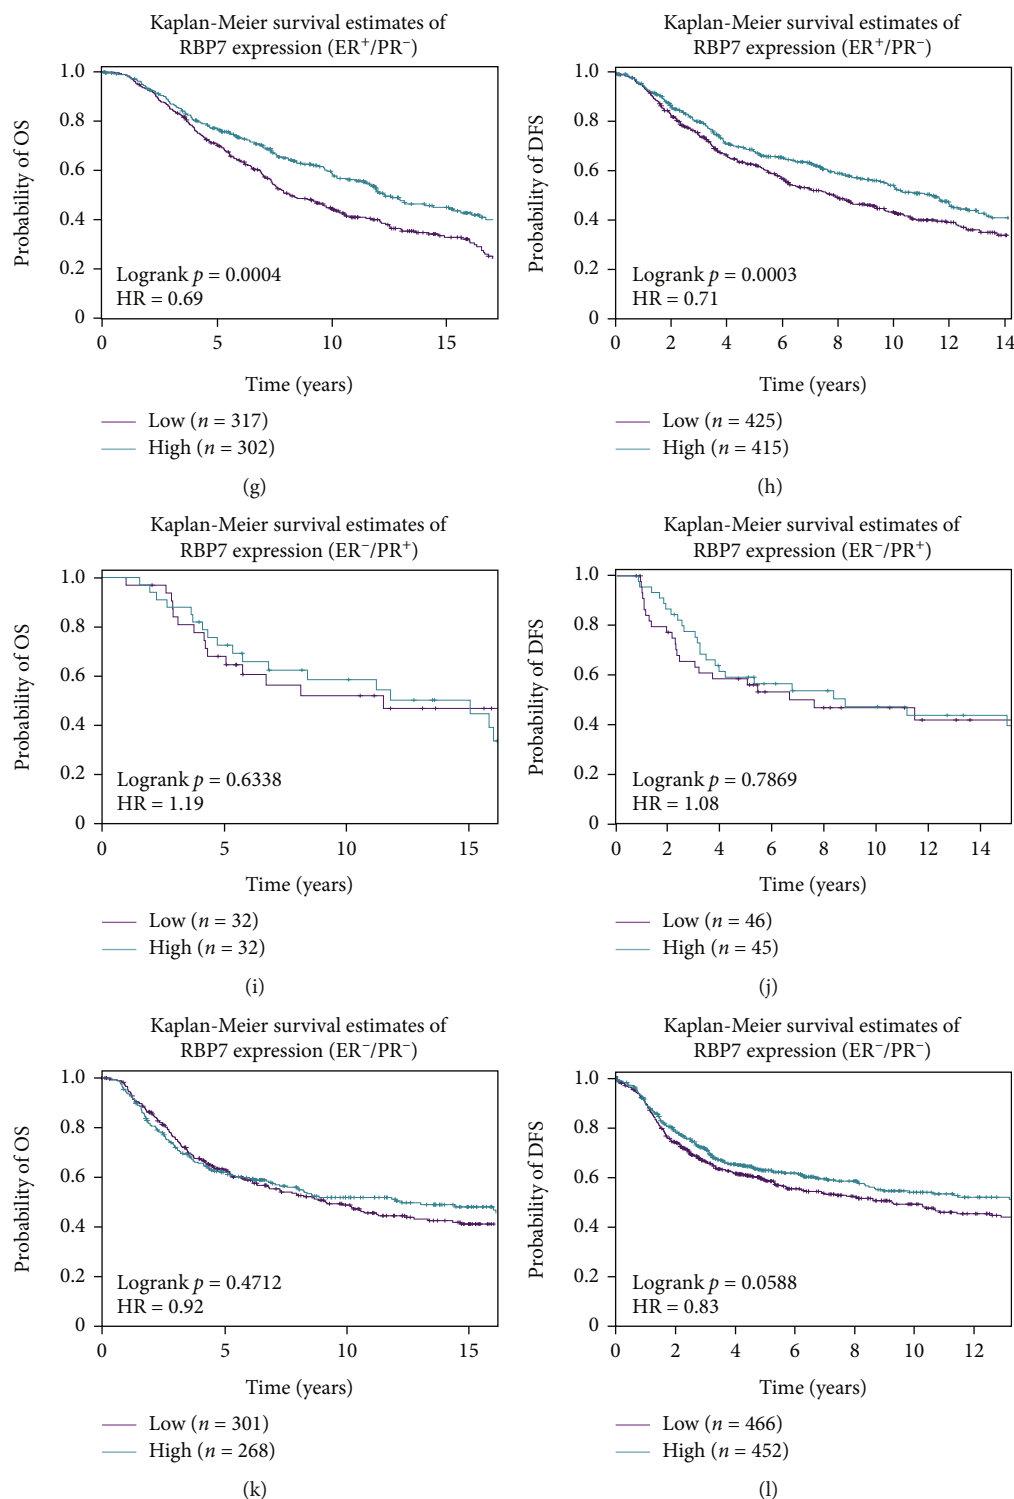 Kaplan-Meier survival estimates of
RBP7 expression (ER⁺/PR⁻)
Probability of OS
1.0
0.8
0.6
0.4
0.2
0
Logrank p = 0.0004
HR = 0.69
0 5 10 15
Time (years)
Low (n = 317)
High (n = 302)
(g)
Kaplan-Meier survival estimates of
RBP7 expression (ER⁺/PR⁻)
Probability of DFS
1.0
0.8
0.6
0.4
0.2
0
Logrank p = 0.0003
HR = 0.71
0 2 4 6 8 10 12 14
Time (years)
Low (n = 425)
High (n = 415)
(h)
Kaplan-Meier survival estimates of
RBP7 expression (ER⁻/PR⁺)
Probability of OS
1.0
0.8
0.6
0.4
0.2
0
Logrank p = 0.6338
HR = 1.19
0 5 10 15
Time (years)
Low (n = 32)
High (n = 32)
(i)
Kaplan-Meier survival estimates of
RBP7 expression (ER⁻/PR⁺)
Probability of DFS
1.0
0.8
0.6
0.4
0.2
0
Logrank p = 0.7869
HR = 1.08
0 2 4 6 8 10 12 14
Time (years)
Low (n = 46)
High (n = 45)
(j)
Kaplan-Meier survival estimates of
RBP7 expression (ER⁻/PR⁻)
Probability of OS
1.0
0.8
0.6
0.4
0.2
0
Logrank p = 0.4712
HR = 0.92
0 5 10 15
Time (years)
Low (n = 301)
High (n = 268)
(k)
Kaplan-Meier survival estimates of
RBP7 expression (ER⁻/PR⁻)
Probability of DFS
1.0
0.8
0.6
0.4
0.2
0
Logrank p = 0.0588
HR = 0.83
0 2 4 6 8 10 12
Time (years)
Low (n = 466)
High (n = 452)
(l)